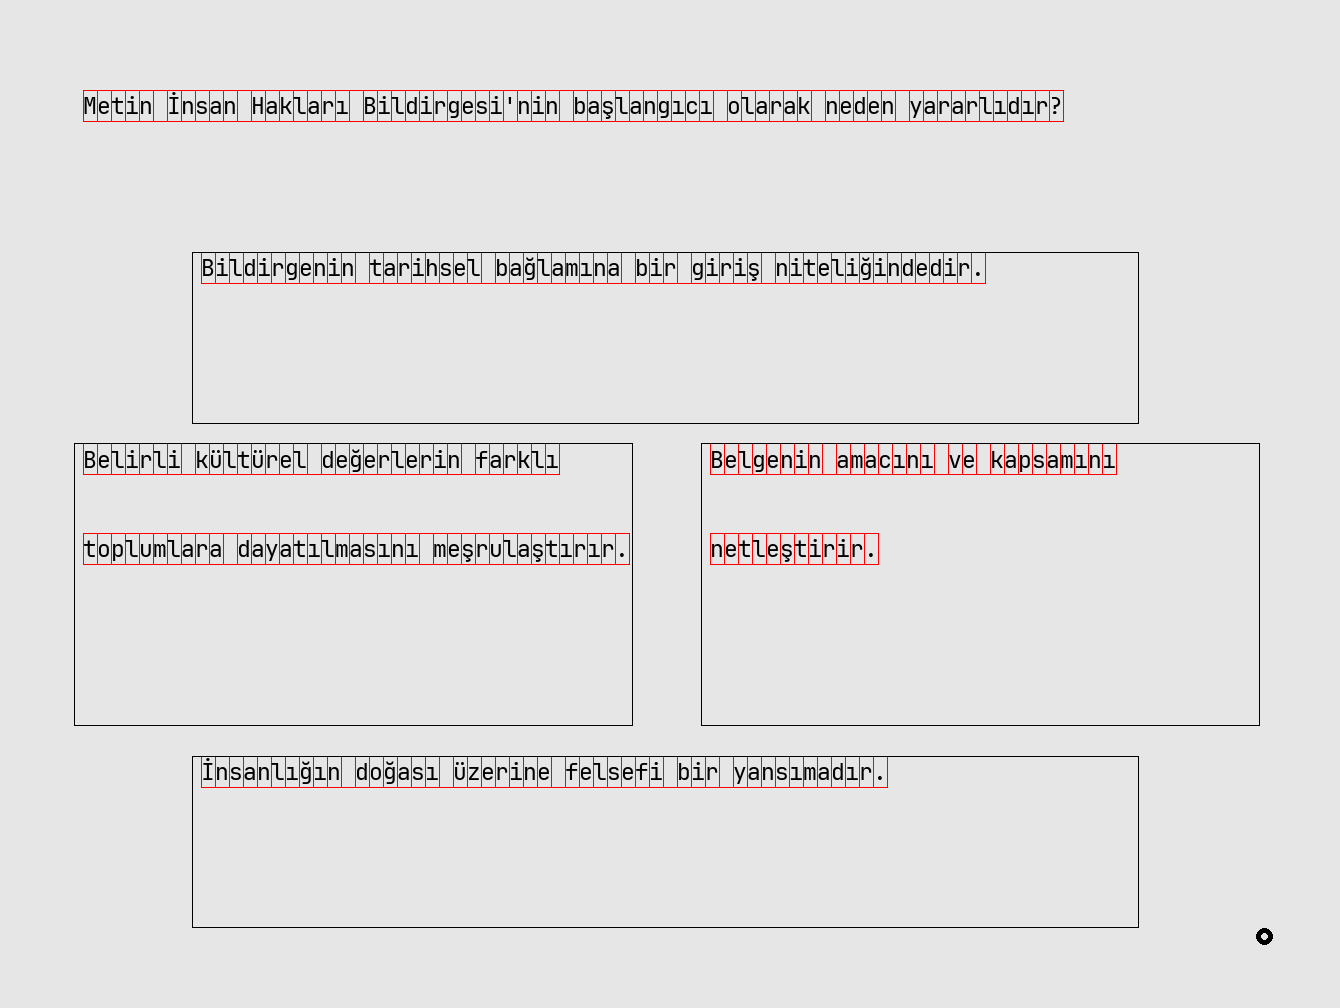 Metin İnsan Hakları Bildirgesi'nin başlangıcı olarak neden yararlıdır?
Bildirgenin tarihsel bağlamına bir giriş niteliğindedir.
Belirli kültürel değerlerin farklı
toplumlara dayatılmasını meşrulaştırır.
Belgenin amacını ve kapsamını
netleştirir.
İnsanlığın doğası üzerine felsefi bir yansımadır.